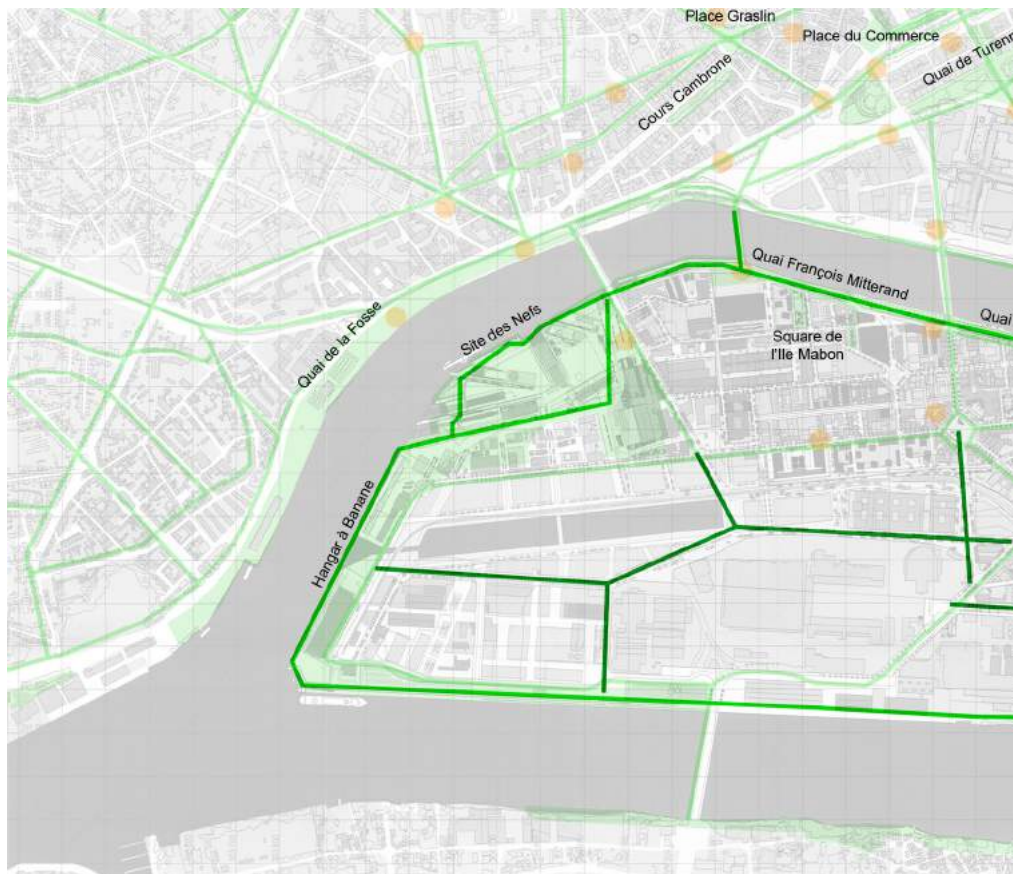 Place Graslin
Place du Commerce
Quai de Turenn
Cours Cambrone
Quai François Mitterand
Quai
Site des Nefs
Quai de la Fosse
Square de
l'Ile Mabon
Hangar à Banane